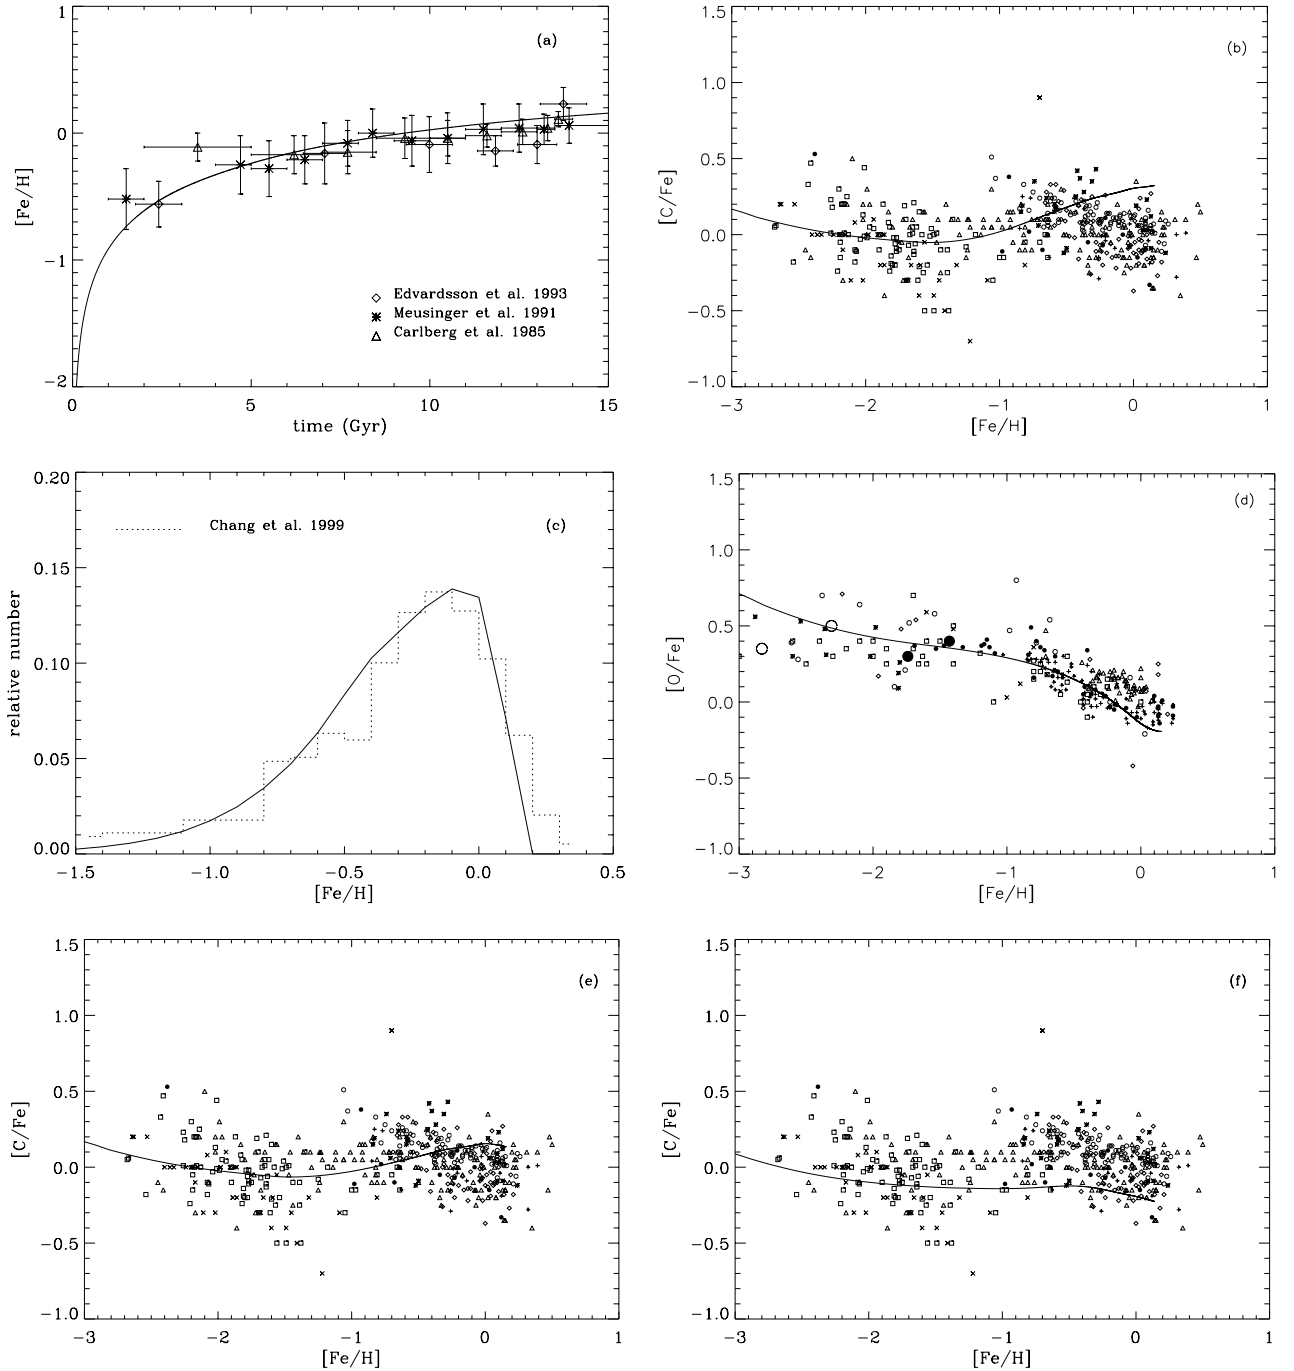 1
0
−1
−2
[Fe/H]
(a)
Edvardsson et al. 1993
Meusinger et al. 1991
Carlberg et al. 1985
0 5 10 15
time (Gyr)
1.5
1.0
0.5
0.0
−0.5
−1.0
[C/Fe]
(b)
−3 −2 −1 0 1
[Fe/H]
0.20
0.15
0.10
0.05
0.00
relative number
Chang et al. 1999
(c)
−1.5 −1.0 −0.5 0.0 0.5
[Fe/H]
1.5
1.0
0.5
0.0
−0.5
−1.0
[O/Fe]
(d)
−3 −2 −1 0 1
[Fe/H]
1.5
1.0
0.5
0.0
−0.5
−1.0
[C/Fe]
(e)
−3 −2 −1 0 1
[Fe/H]
1.5
1.0
0.5
0.0
−0.5
−1.0
[C/Fe]
(f)
−3 −2 −1 0 1
[Fe/H]